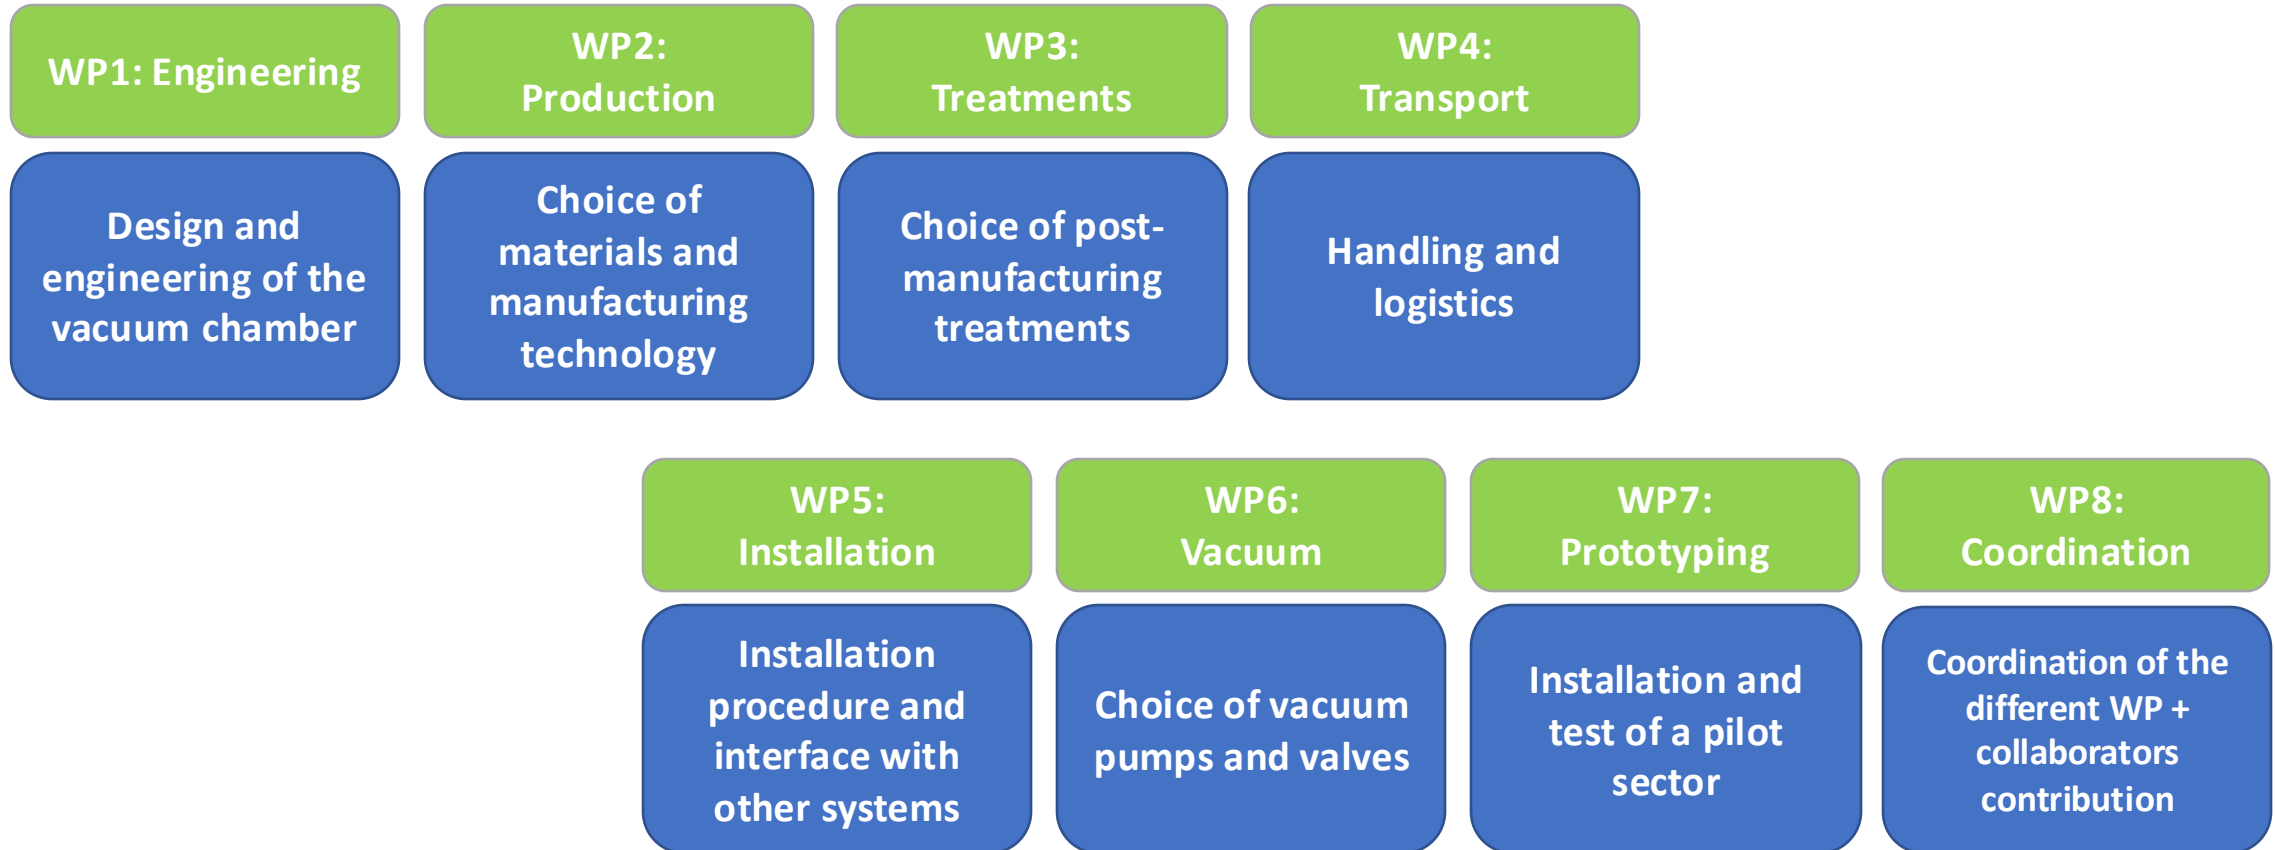 WP1: Engineering
Design and
engineering of the
vacuum chamber
WP2:
Production
Choice of
materials and
manufacturing
technology
WP3:
Treatments
Choice of post-
manufacturing
treatments
WP4:
Transport
Handling and
logistics
WP5:
Installation
Installation
procedure and
interface with
other systems
WP6:
Vacuum
Choice of vacuum
pumps and valves
WP7:
Prototyping
Installation and
test of a pilot
sector
WP8:
Coordination
Coordination of the
different WP +
collaborators
contribution